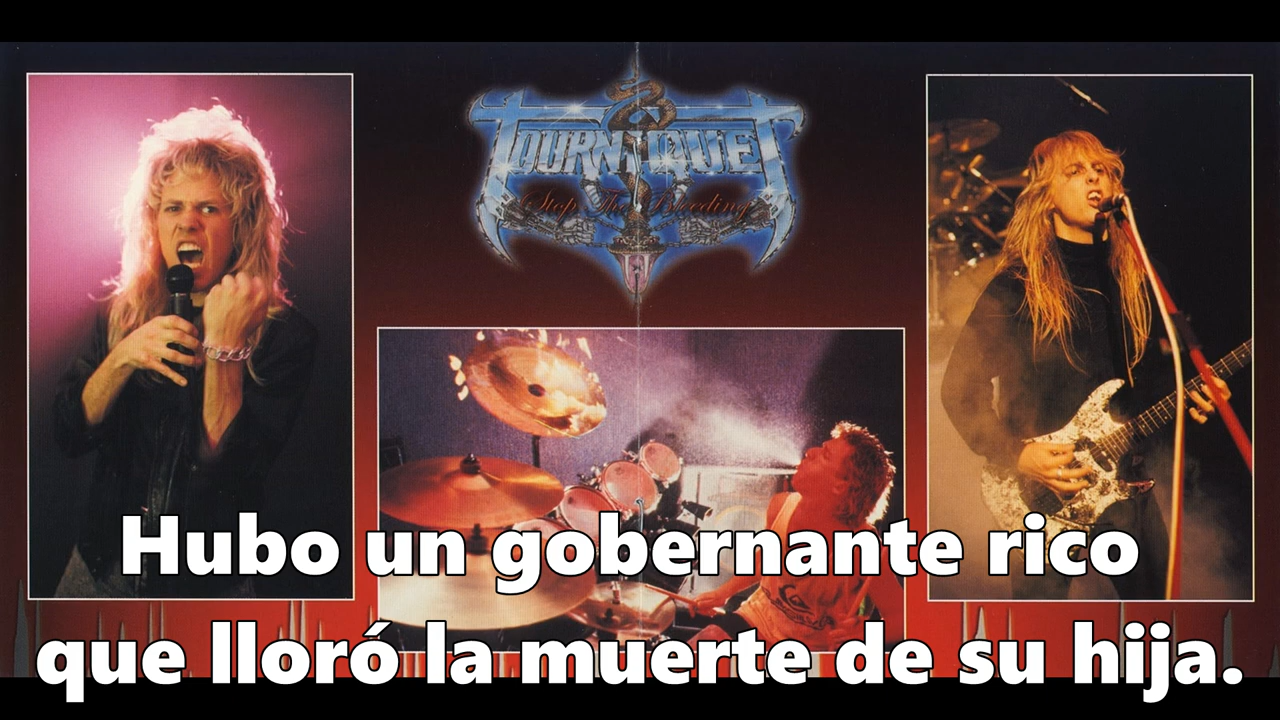 TOURNIQUET
Stop The Bleeding
Hubo un gobernante rico
que lloró la muerte de su hija.